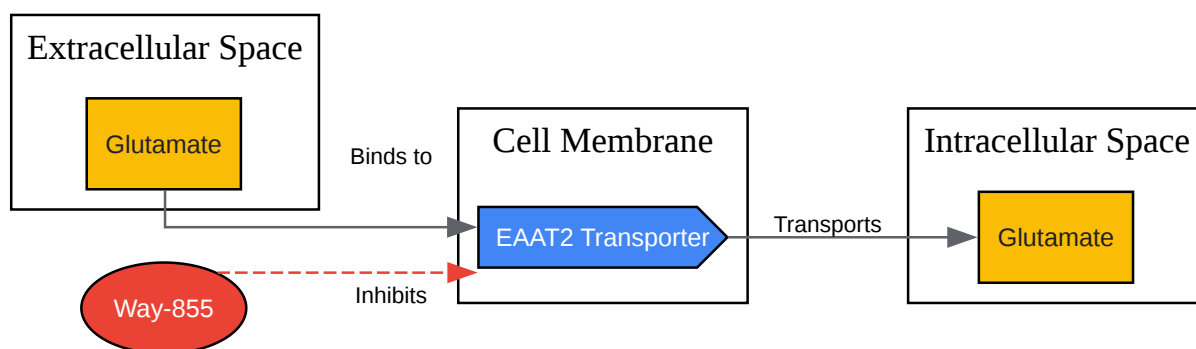 Extracellular Space
Glutamate
Binds to
Cell Membrane
EAAT2 Transporter
Transports
Intracellular Space
Glutamate
Inhibits
Way-855